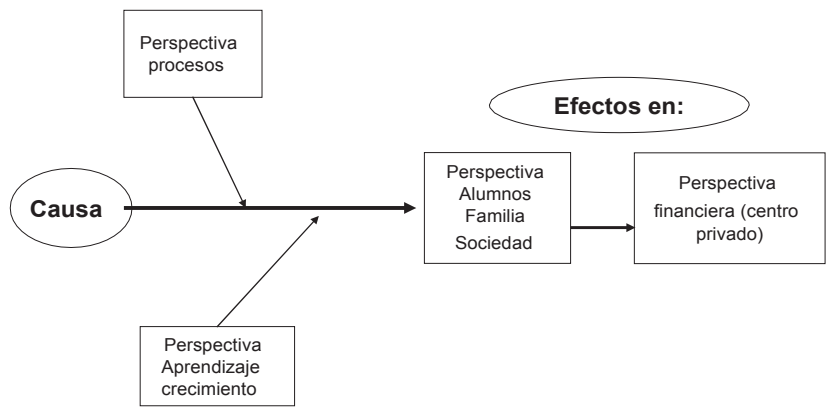 Perspectiva
procesos
Efectos en:
Causa
Perspectiva
Alumnos
Familia
Sociedad
Perspectiva
financiera (centro
privado)
Perspectiva
Aprendizaje
crecimiento